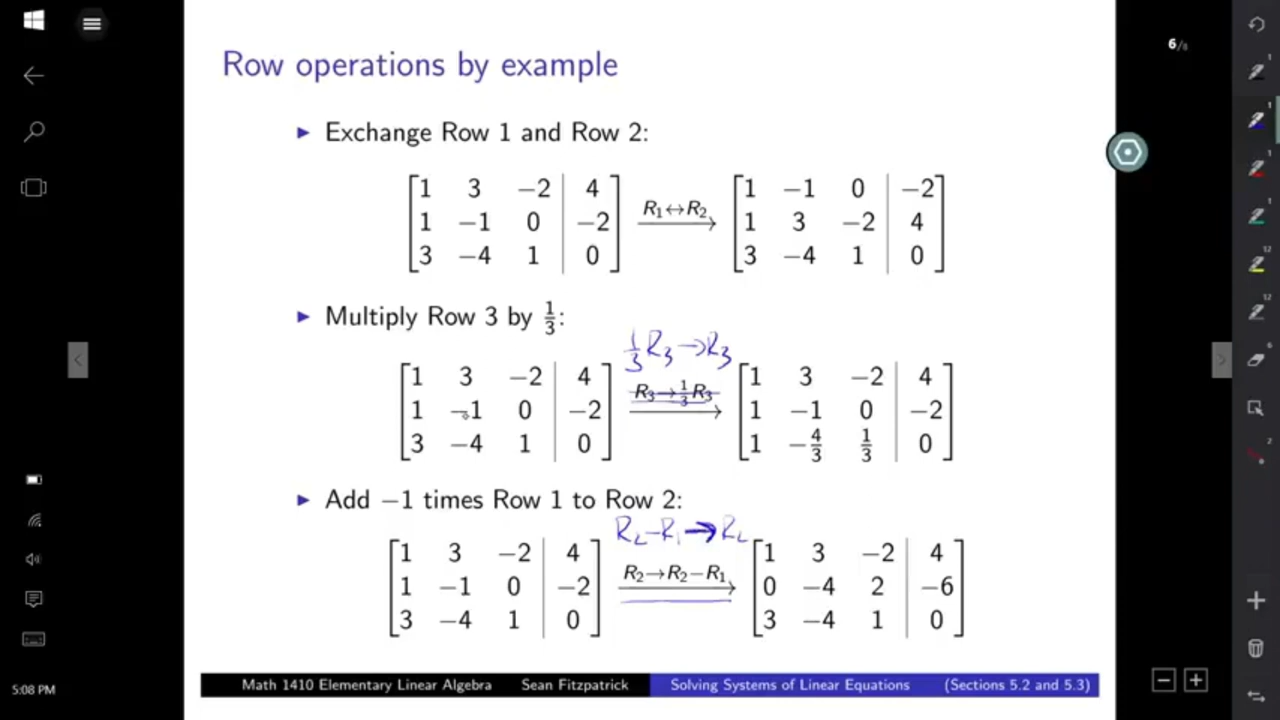 6/8
Row operations by example
▶ Exchange Row 1 and Row 2:
1 3 −2 4
1 −1 0 −2
3 −4 1 0
R₁↔R₂
1 −1 0 −2
1 3 −2 4
3 −4 1 0
▶ Multiply Row 3 by 1/3:
1 3 −2 4
1 −1 0 −2
3 −4 1 0
1/3 R₃ → R₃
R₃→1/3 R₃
1 3 −2 4
1 −1 0 −2
1 −4/3 1/3 0
▶ Add −1 times Row 1 to Row 2:
1 3 −2 4
1 −1 0 −2
3 −4 1 0
R₂−R₁ → R₂
R₂→R₂−R₁
1 3 −2 4
0 −4 2 −6
3 −4 1 0
Math 1410 Elementary Linear Algebra Sean Fitzpatrick Solving Systems of Linear Equations (Sections 5.2 and 5.3)
5:08 PM